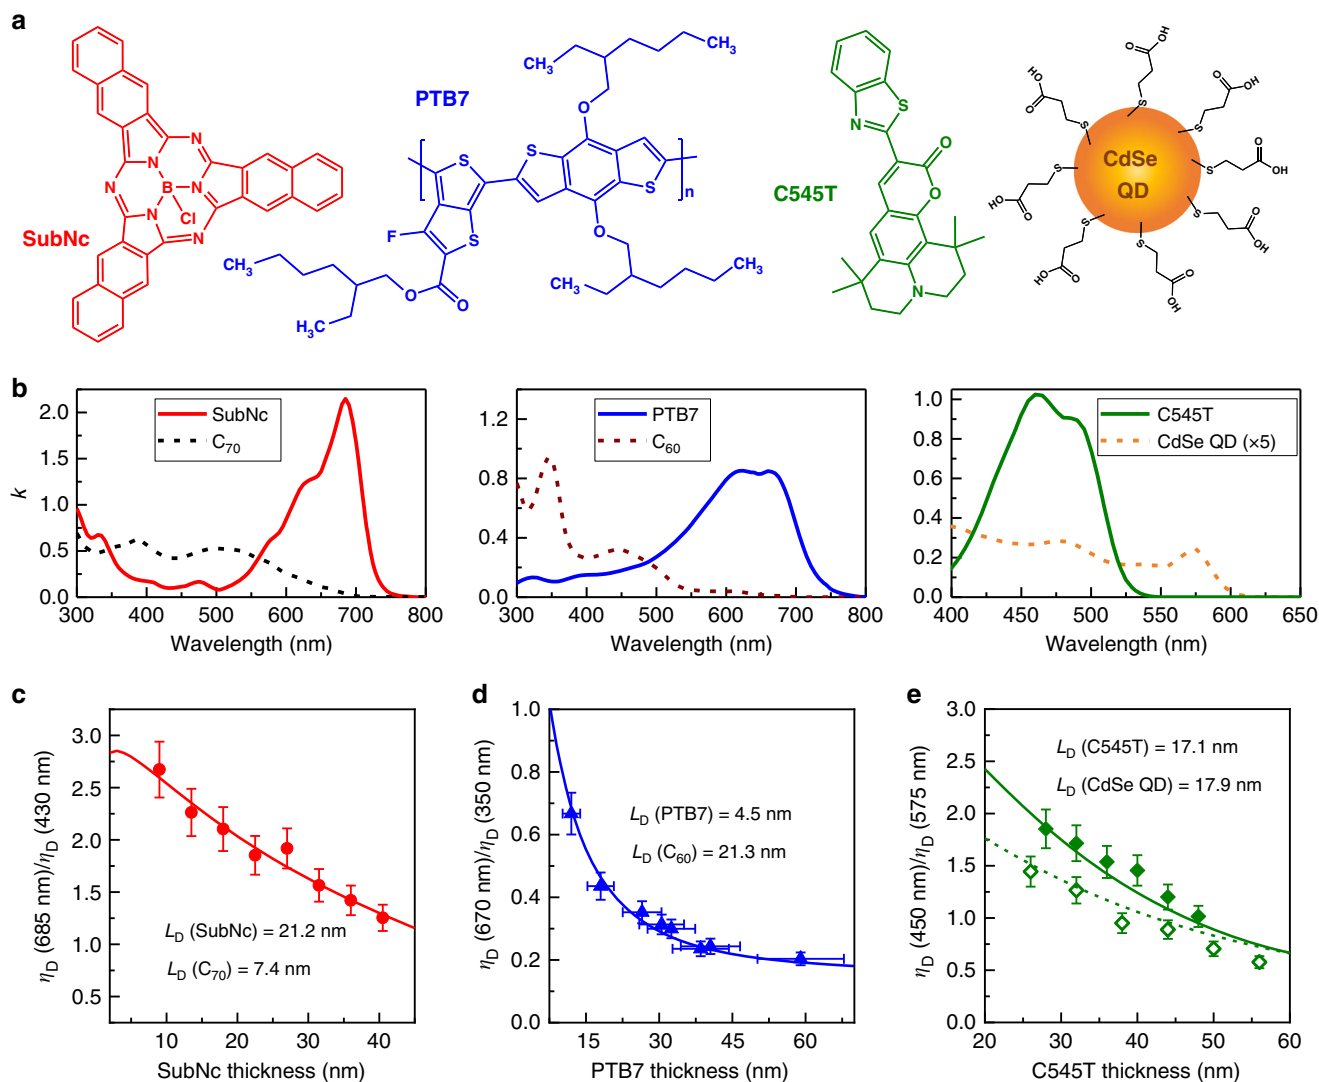 a
SubNc
N
N
N
N
N
N
B
Cl
PTB7
CH3
CH3
O
S
S
S
S
n
F
O
O
O
CH3
H3C
CH3
CH3
C545T
S
N
O
O
N
CdSe
QD
S
O
OH
S
O
OH
S
O
OH
S
O
OH
S
O
OH
S
O
HO
S
O
HO
S
O
HO
b
k
2.0
1.5
1.0
0.5
0.0
300 400 500 600 700 800
Wavelength (nm)
SubNc
C70
1.2
0.8
0.4
0.0
300 400 500 600 700 800
Wavelength (nm)
PTB7
C60
1.0
0.8
0.6
0.4
0.2
0.0
400 450 500 550 600 650
Wavelength (nm)
C545T
CdSe QD (×5)
c
ηD (685 nm)/ηD (430 nm)
3.0
2.5
2.0
1.5
1.0
0.5
10 20 30 40
SubNc thickness (nm)
LD (SubNc) = 21.2 nm
LD (C70) = 7.4 nm
d
ηD (670 nm)/ηD (350 nm)
1.0
0.8
0.6
0.4
0.2
0.0
15 30 45 60
PTB7 thickness (nm)
LD (PTB7) = 4.5 nm
LD (C60) = 21.3 nm
e
ηD (450 nm)/ηD (575 nm)
3.0
2.5
2.0
1.5
1.0
0.5
0.0
20 30 40 50 60
C545T thickness (nm)
LD (C545T) = 17.1 nm
LD (CdSe QD) = 17.9 nm